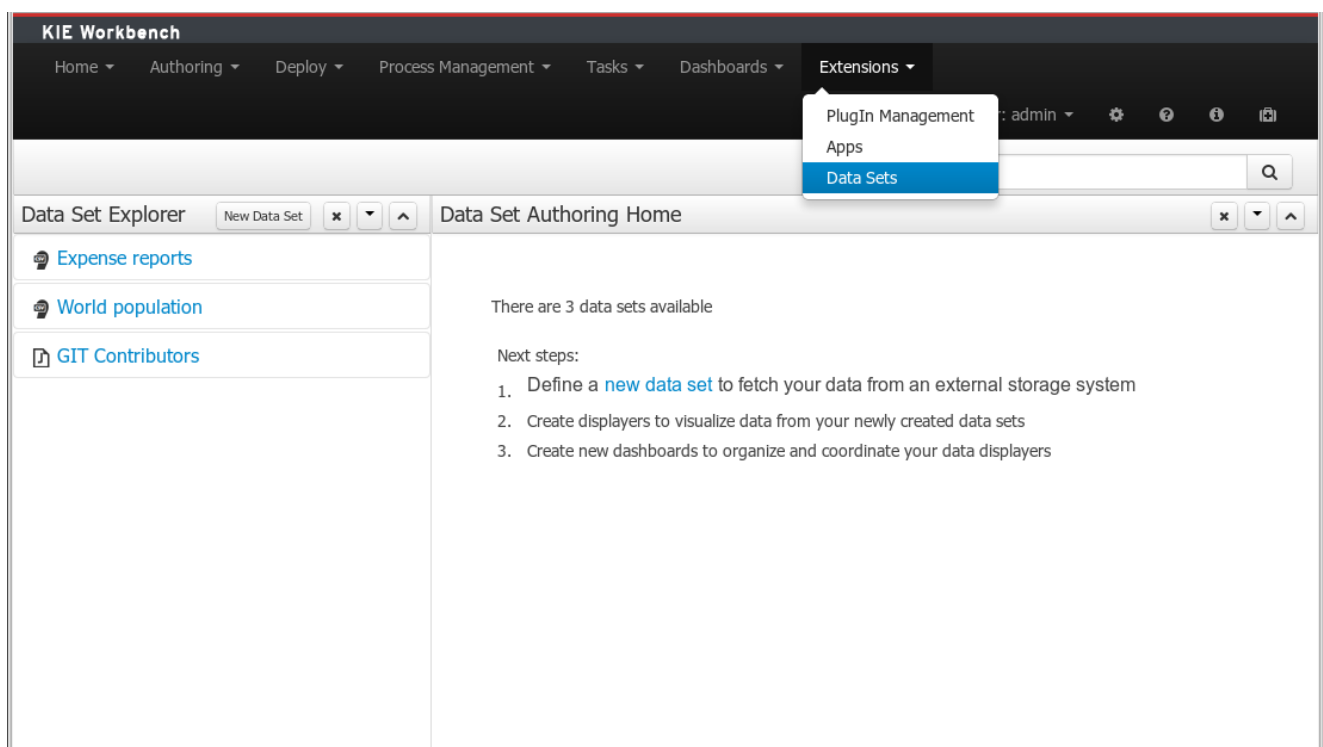 KIE Workbench
Home Authoring Deploy Process Management Tasks Dashboards Extensions
PlugIn Management
: admin
Apps
Data Sets
Data Set Explorer New Data Set
Data Set Authoring Home
Expense reports
World population
GIT Contributors
There are 3 data sets available
Next steps:
1. Define a new data set to fetch your data from an external storage system
2. Create displayers to visualize data from your newly created data sets
3. Create new dashboards to organize and coordinate your data displayers